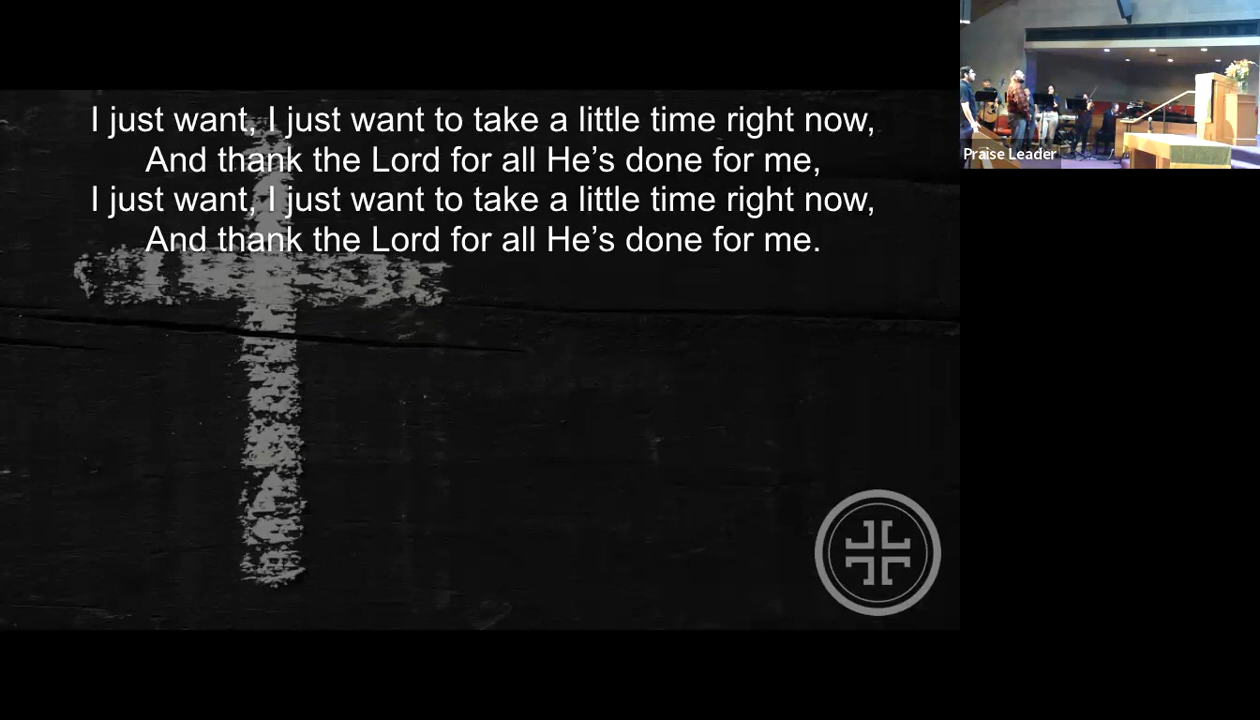 I just want, I just want to take a little time right now,
And thank the Lord for all He’s done for me,
I just want, I just want to take a little time right now,
And thank the Lord for all He’s done for me.
Praise Leader